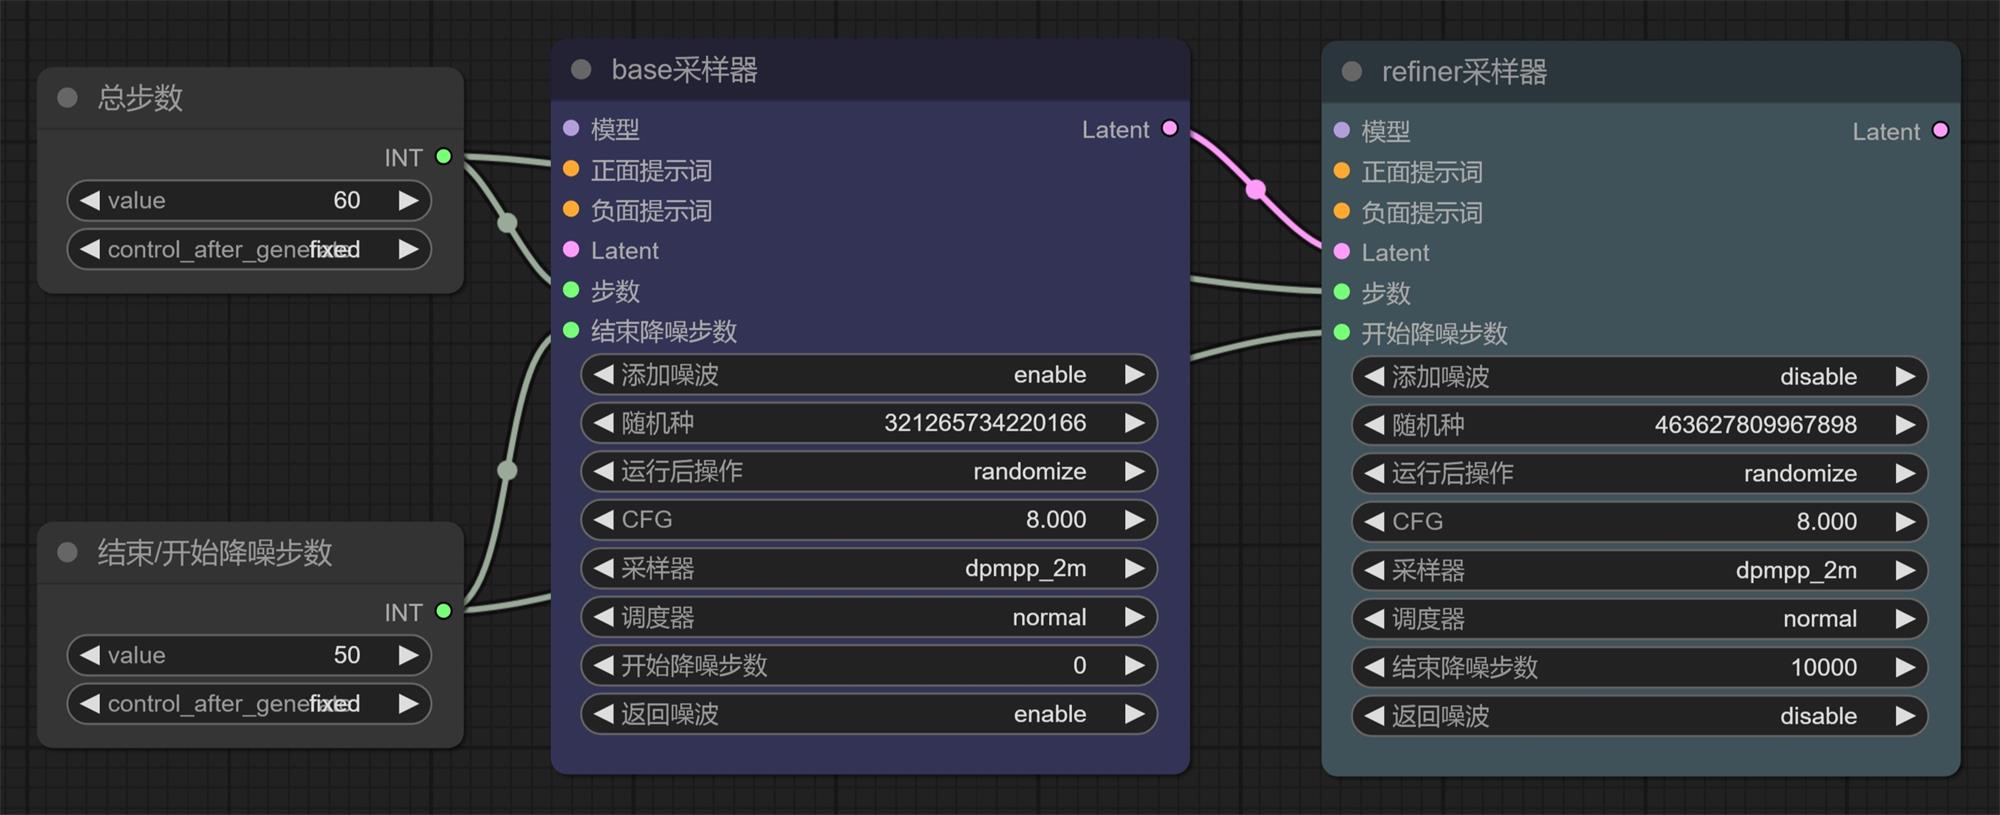 总步数
INT
value 60
control_after_generate fixed
结束/开始降噪步数
INT
value 50
control_after_generate fixed
base采样器
模型 Latent
正面提示词
负面提示词
Latent
步数
结束降噪步数
添加噪波 enable
随机种 321265734220166
运行后操作 randomize
CFG 8.000
采样器 dpmpp_2m
调度器 normal
开始降噪步数 0
返回噪波 enable
refiner采样器
模型 Latent
正面提示词
负面提示词
Latent
步数
开始降噪步数
添加噪波 disable
随机种 463627809967898
运行后操作 randomize
CFG 8.000
采样器 dpmpp_2m
调度器 normal
结束降噪步数 10000
返回噪波 disable